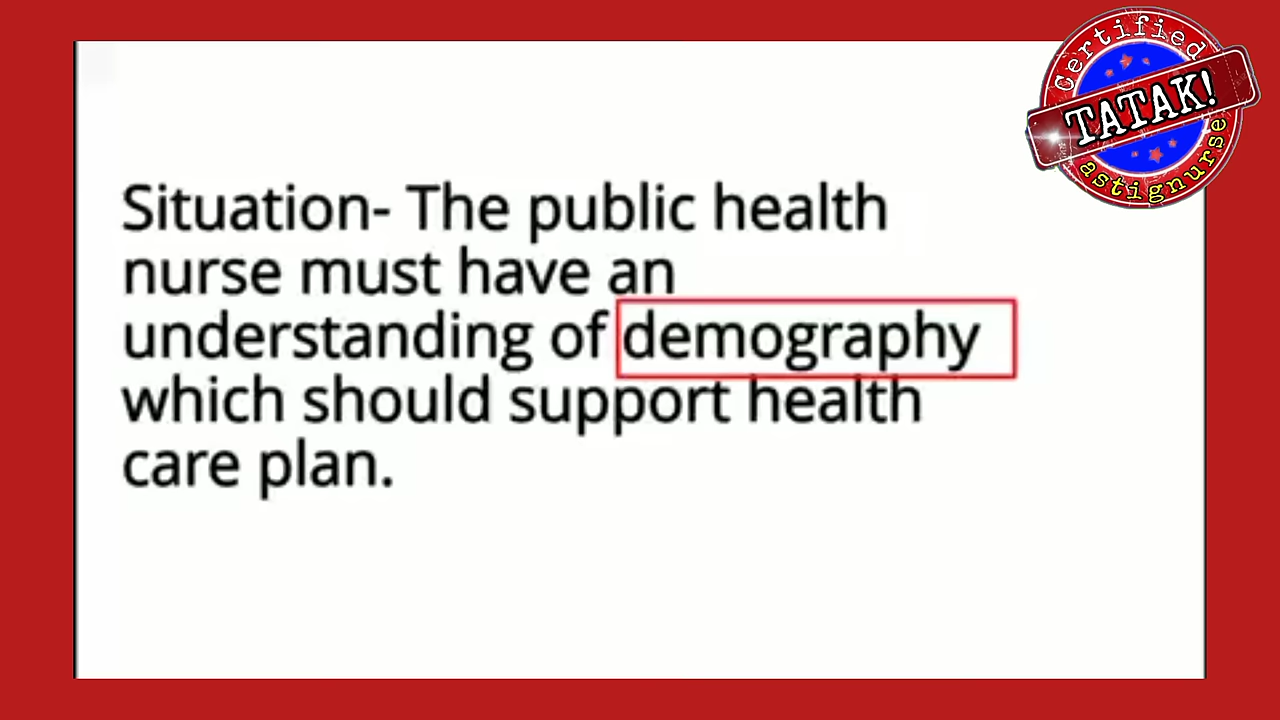 Certified
TATAK!
astignurse
Situation- The public health
nurse must have an
understanding of demography
which should support health
care plan.